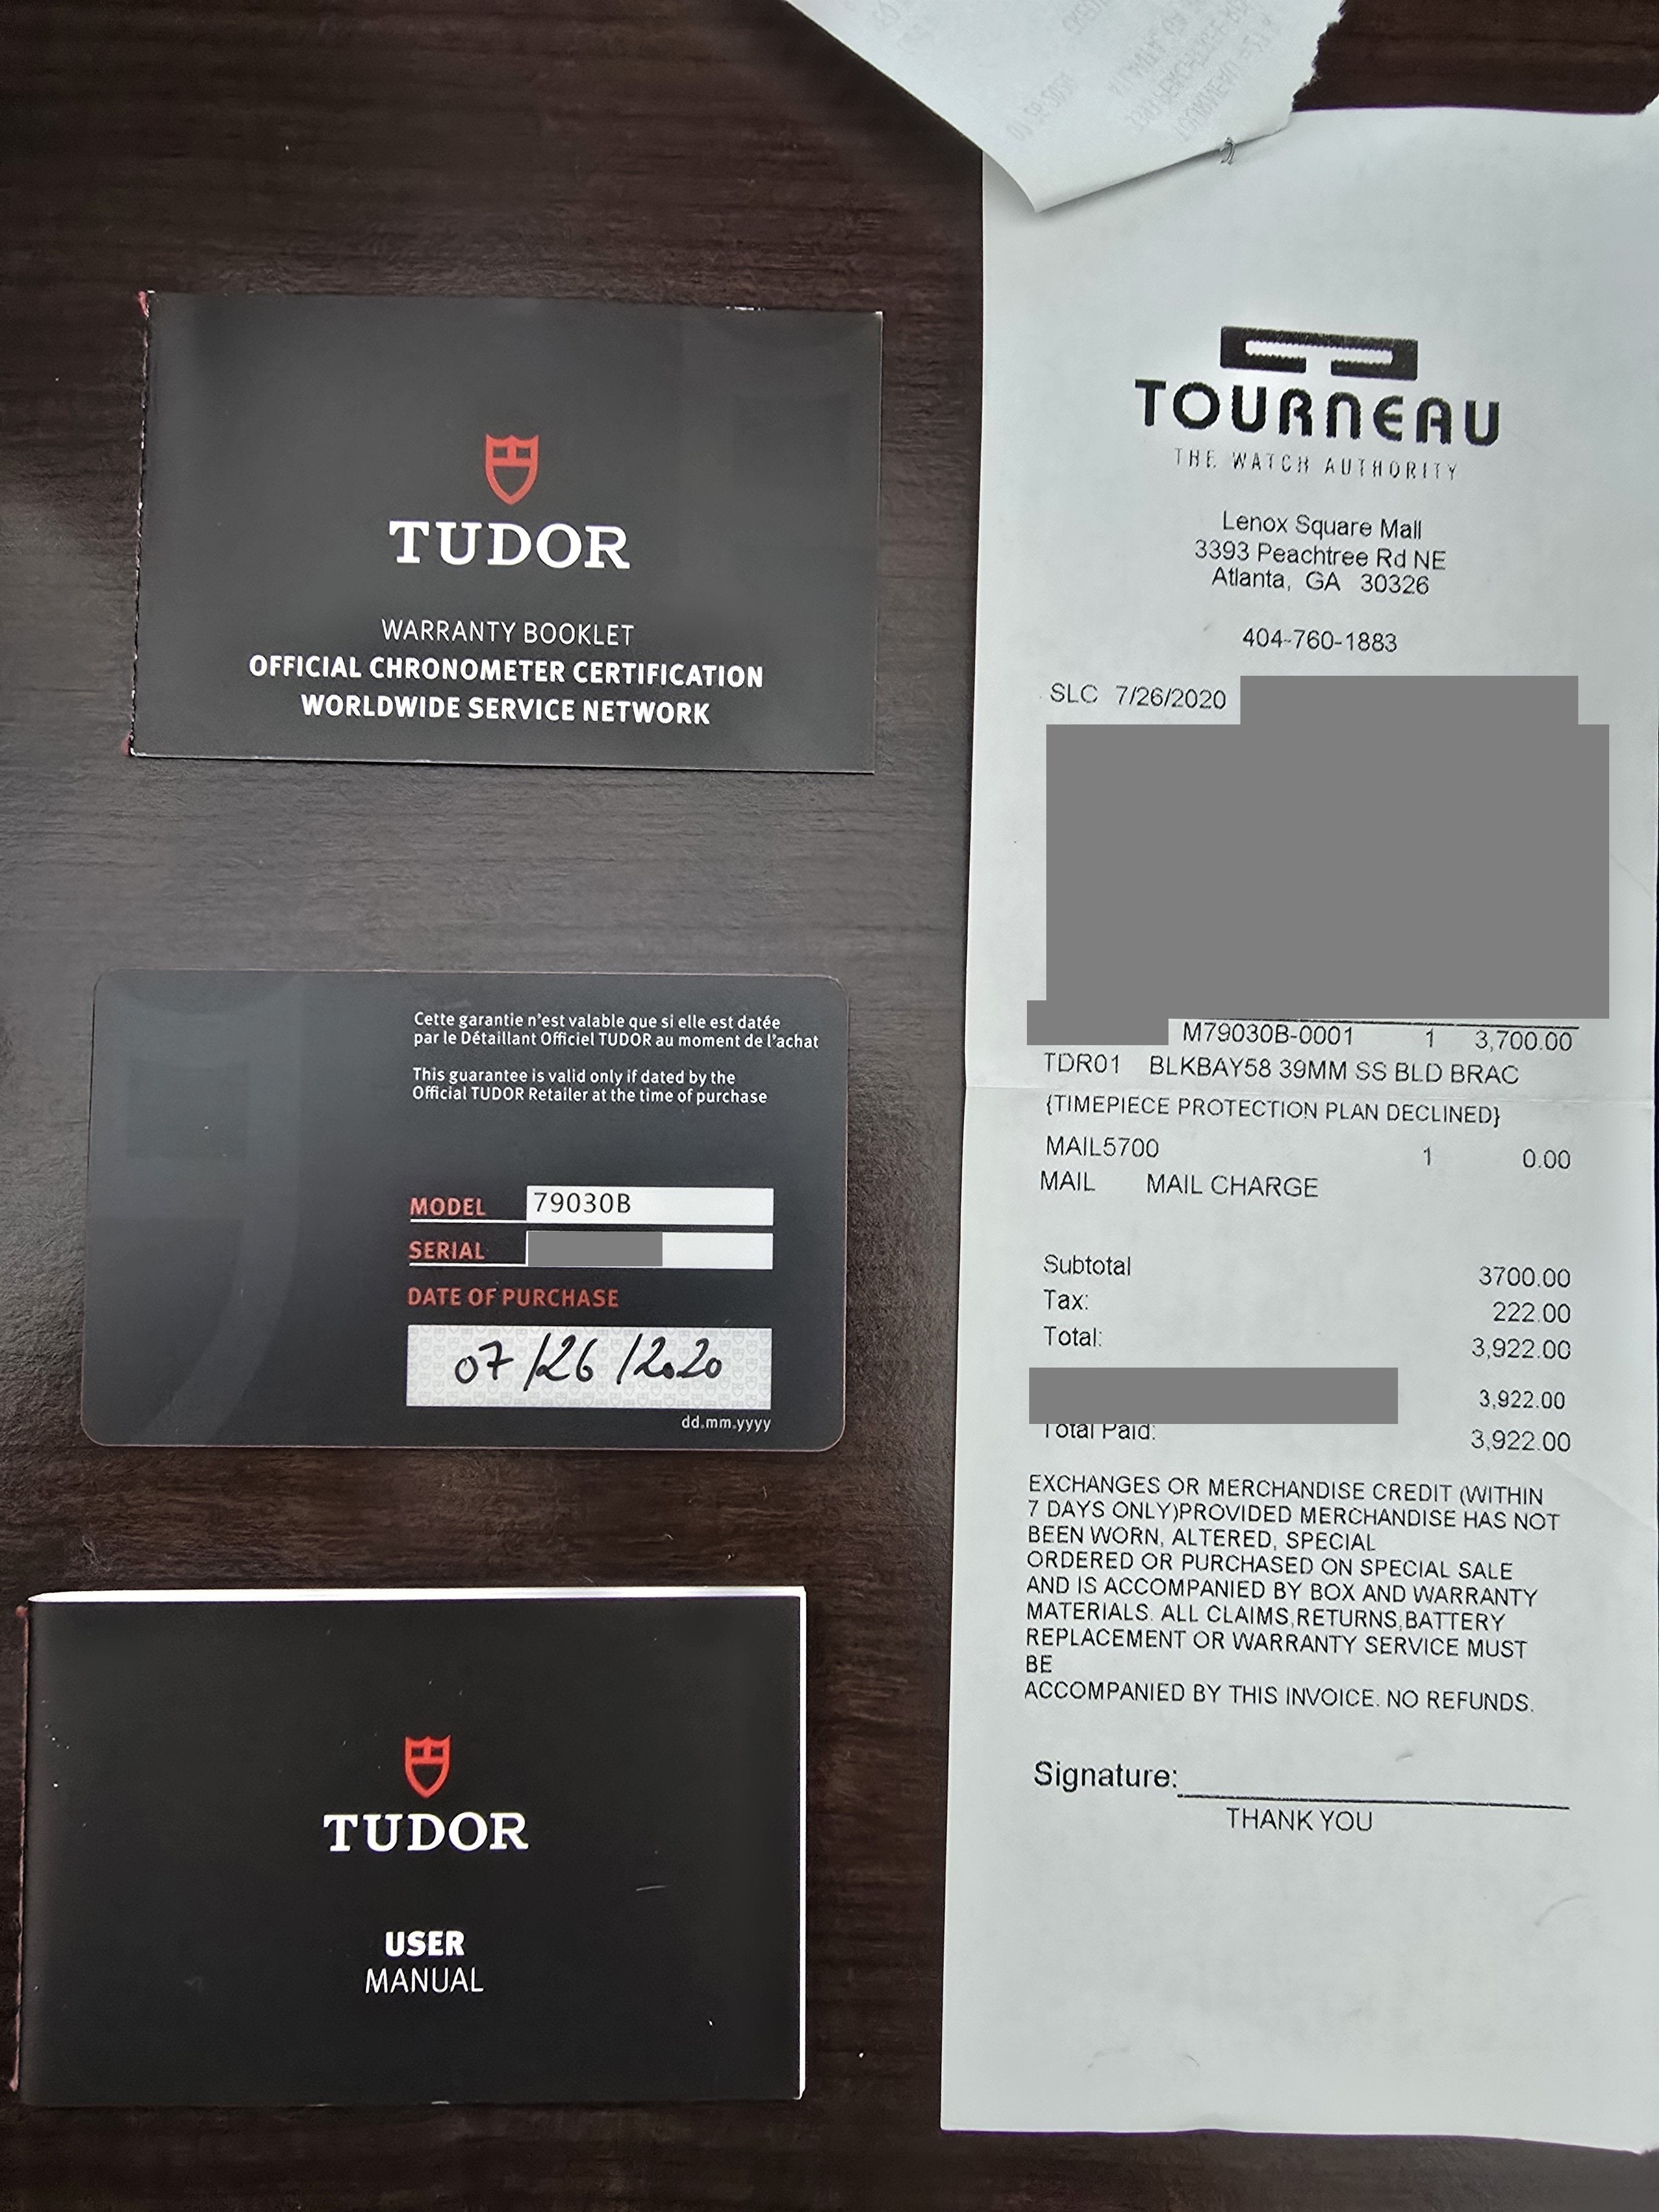 TUDOR
WARRANTY BOOKLET
OFFICIAL CHRONOMETER CERTIFICATION
WORLDWIDE SERVICE NETWORK
Cette garantie n'est valable que si elle est datée
par le Détaillant Officiel TUDOR au moment de l'achat
This guarantee is valid only if dated by the
Official TUDOR Retailer at the time of purchase
MODEL 79030B
SERIAL
DATE OF PURCHASE
07/26/2020
dd.mm.yyyy
TUDOR
USER
MANUAL
TOURNEAU
THE WATCH AUTHORITY
Lenox Square Mall
3393 Peachtree Rd NE
Atlanta, GA 30326
404-760-1883
SLC 7/26/2020
M79030B-0001 1 3,700.00
TDR01 BLKBAY58 39MM SS BLD BRAC
{TIMEPIECE PROTECTION PLAN DECLINED}
MAIL5700 1 0.00
MAIL MAIL CHARGE
Subtotal 3700.00
Tax: 222.00
Total: 3,922.00
3,922.00
Total Paid: 3,922.00
EXCHANGES OR MERCHANDISE CREDIT (WITHIN
7 DAYS ONLY)PROVIDED MERCHANDISE HAS NOT
BEEN WORN, ALTERED, SPECIAL
ORDERED OR PURCHASED ON SPECIAL SALE
AND IS ACCOMPANIED BY BOX AND WARRANTY
MATERIALS. ALL CLAIMS,RETURNS,BATTERY
REPLACEMENT OR WARRANTY SERVICE MUST
BE
ACCOMPANIED BY THIS INVOICE. NO REFUNDS.
Signature:
THANK YOU